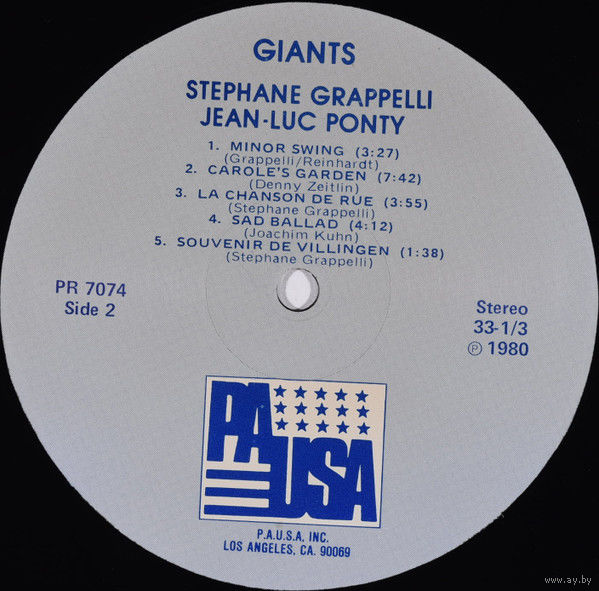 GIANTS
STEPHANE GRAPPELLI
JEAN-LUC PONTY
1. MINOR SWING (3:27)
(Grappelli/Reinhardt)
2. CAROLE'S GARDEN (7:42)
(Denny Zeitlin)
3. LA CHANSON DE RUE (3:55)
(Stephane Grappelli)
4. SAD BALLAD (4:12)
(Joachim Kuhn)
5. SOUVENIR DE VILLINGEN (1:38)
(Stephane Grappelli)
PR 7074
Side 2
Stereo
33-1/3
℗ 1980
PAUSA
P.A.U.S.A, INC.
LOS ANGELES, CA. 90069
www.ay.by